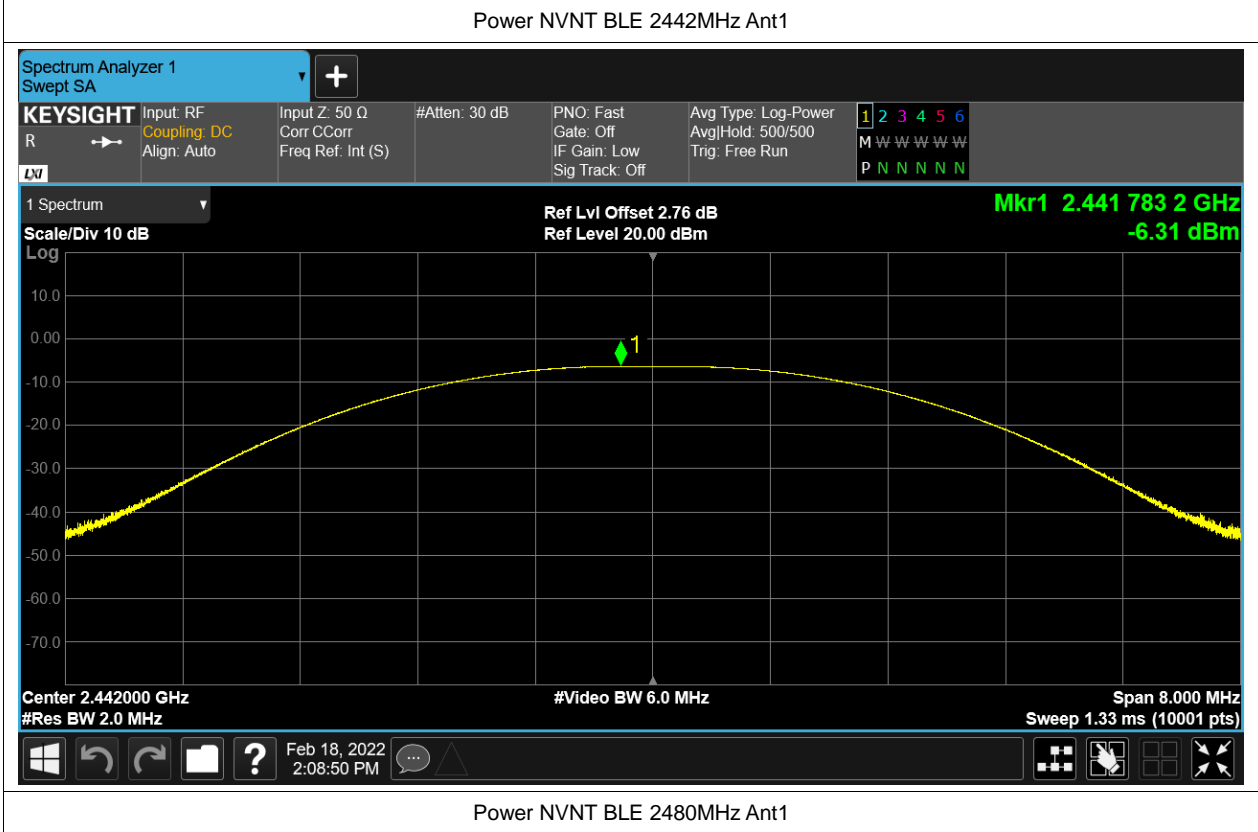 Power NVNT BLE 2442MHz Ant1
Spectrum Analyzer 1
Swept SA
KEYSIGHT
R
LXI
Input: RF
Coupling: DC
Align: Auto
Input Z: 50 Ω
Corr CCorr
Freq Ref: Int (S)
#Atten: 30 dB
PNO: Fast
Gate: Off
IF Gain: Low
Sig Track: Off
Avg Type: Log-Power
Avg|Hold: 500/500
Trig: Free Run
1 2 3 4 5 6
M W W W W W
P N N N N N
1 Spectrum
Scale/Div 10 dB
Log
Ref Lvl Offset 2.76 dB
Ref Level 20.00 dBm
Mkr1 2.441 783 2 GHz
-6.31 dBm
10.0
0.00
-10.0
-20.0
-30.0
-40.0
-50.0
-60.0
-70.0
1
Center 2.442000 GHz
#Res BW 2.0 MHz
#Video BW 6.0 MHz
Span 8.000 MHz
Sweep 1.33 ms (10001 pts)
?
Feb 18, 2022
2:08:50 PM
Power NVNT BLE 2480MHz Ant1